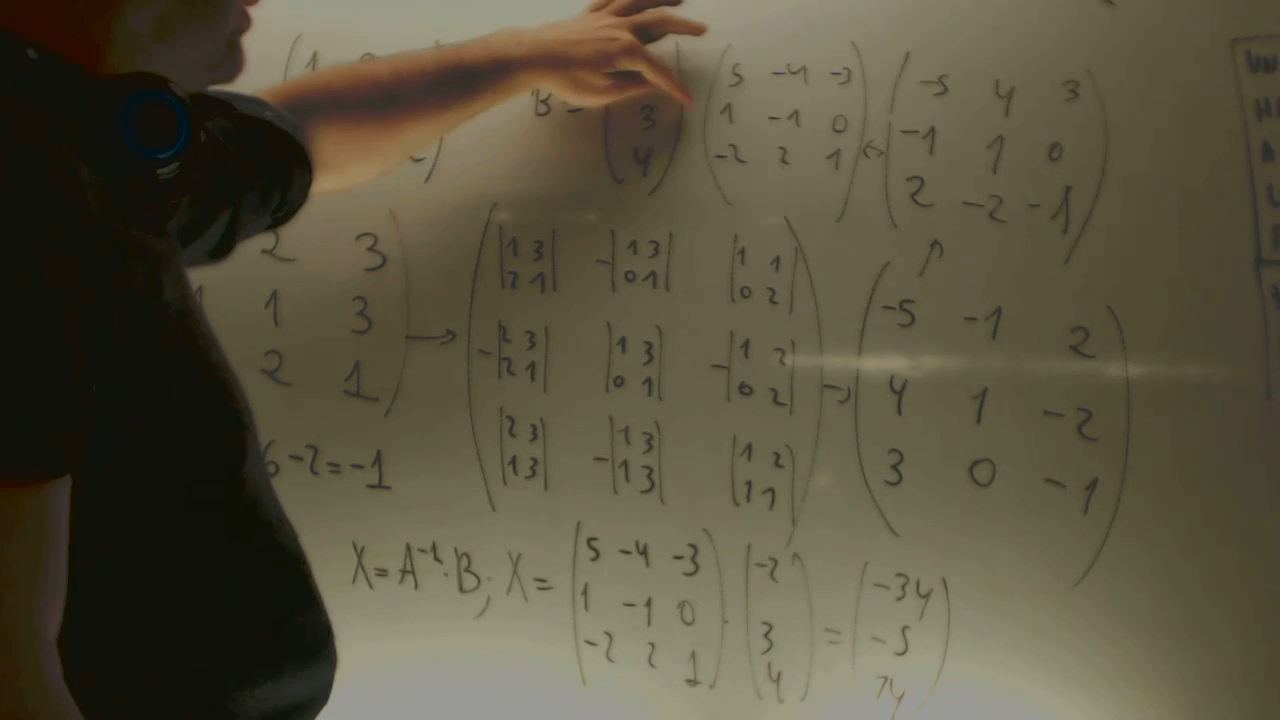 B =
3
4
5 -4 -3
1 -1 0
-2 2 1
↔
-5 4 3
-1 1 0
2 -2 -1
2 3
1 3
2 1
→
|1 3| -|1 3| |1 1|
|2 1| |0 1| |0 2|
-|2 3| |1 3| -|1 2|
|2 1| |0 1| |0 2|
|2 3| -|1 3| |1 2|
|1 3| |1 3| |1 1|
→
-5 -1 2
4 1 -2
3 0 -1
6-2=-1
X=A⁻¹·B; X=
5 -4 -3
1 -1 0
-2 2 1
·
-2
3
4
=
-34
-5
14
UN